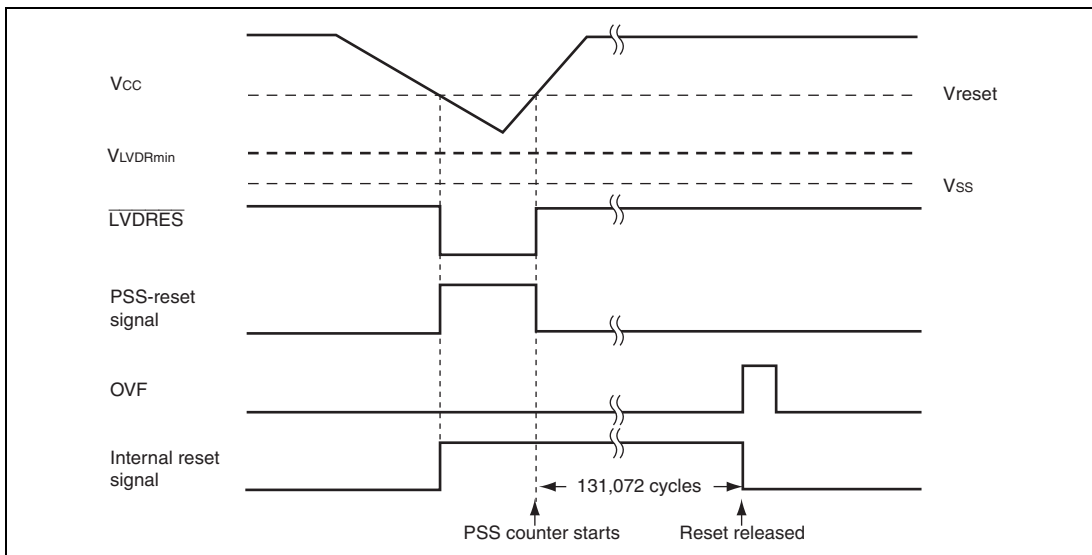 VCC
Vreset
VLVDRmin
VSS
LVDRES
PSS-reset
signal
OVF
Internal reset
signal
131,072 cycles
PSS counter starts
Reset released